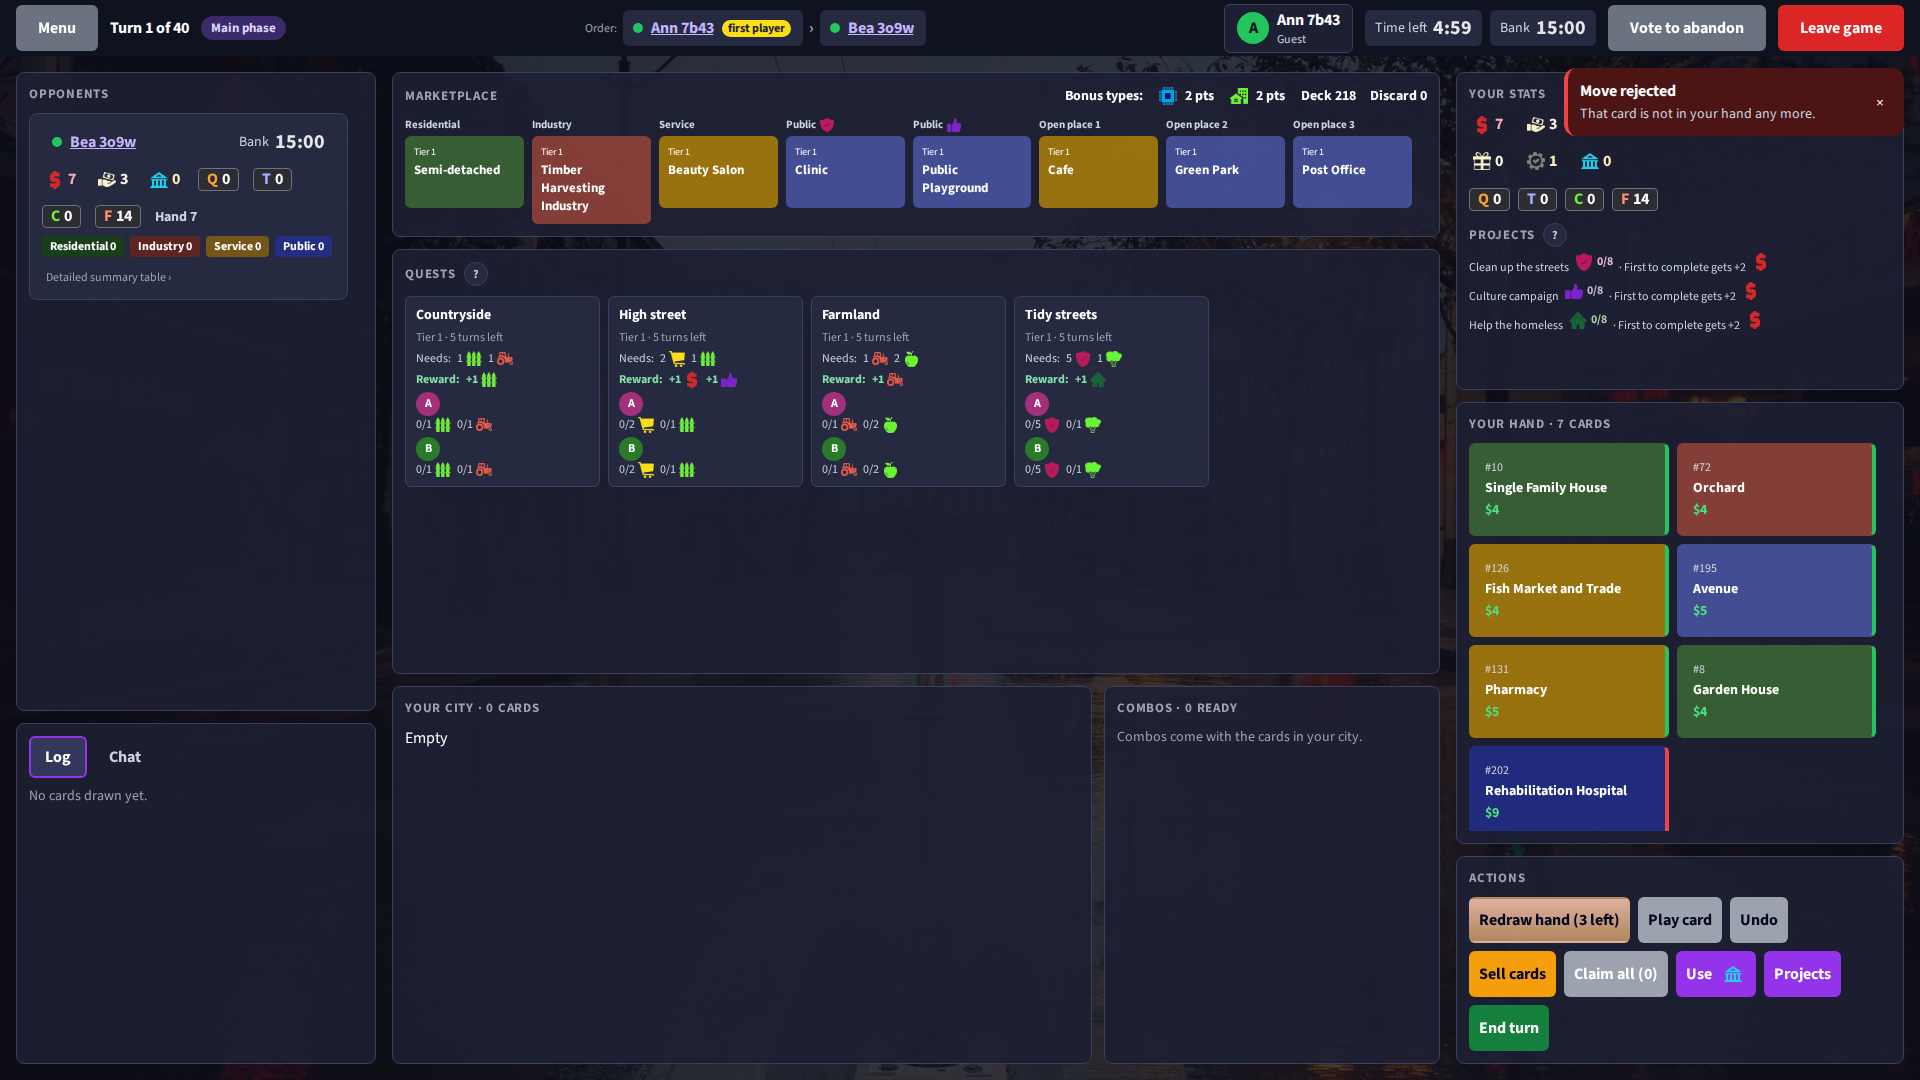 Menu
Turn 1 of 40
Main phase
Order:
Ann 7b43
first player
›
Bea 3o9w
A
Ann 7b43
Guest
Time left 4:59
Bank 15:00
Vote to abandon
Leave game
OPPONENTS
Bea 3o9w
Bank 15:00
7
3
0
Q 0
T 0
C 0
F 14
Hand 7
Residential 0
Industry 0
Service 0
Public 0
Detailed summary table ›
Log
Chat
No cards drawn yet.
MARKETPLACE
Bonus types:
2 pts
2 pts
Deck 218
Discard 0
Residential
Tier 1
Semi-detached
Industry
Tier 1
Timber
Harvesting
Industry
Service
Tier 1
Beauty Salon
Public
Tier 1
Clinic
Public
Tier 1
Public
Playground
Open place 1
Tier 1
Cafe
Open place 2
Tier 1
Green Park
Open place 3
Tier 1
Post Office
QUESTS
?
Countryside
Tier 1 · 5 turns left
Needs: 1 1
Reward: +1
A
0/1 0/1
B
0/1 0/1
High street
Tier 1 · 5 turns left
Needs: 2 1
Reward: +1 +1
A
0/2 0/1
B
0/2 0/1
Farmland
Tier 1 · 5 turns left
Needs: 1 2
Reward: +1
A
0/1 0/2
B
0/1 0/2
Tidy streets
Tier 1 · 5 turns left
Needs: 5 1
Reward: +1
A
0/5 0/1
B
0/5 0/1
YOUR CITY · 0 CARDS
Empty
COMBOS · 0 READY
Combos come with the cards in your city.
YOUR STATS
Move rejected
That card is not in your hand any more.
×
7
3
0
1
0
Q 0
T 0
C 0
F 14
PROJECTS
?
Clean up the streets 0/8 · First to complete gets +2
Culture campaign 0/8 · First to complete gets +2
Help the homeless 0/8 · First to complete gets +2
YOUR HAND · 7 CARDS
#10
Single Family House
$4
#72
Orchard
$4
#126
Fish Market and Trade
$4
#195
Avenue
$5
#131
Pharmacy
$5
#8
Garden House
$4
#202
Rehabilitation Hospital
$9
ACTIONS
Redraw hand (3 left)
Play card
Undo
Sell cards
Claim all (0)
Use
Projects
End turn